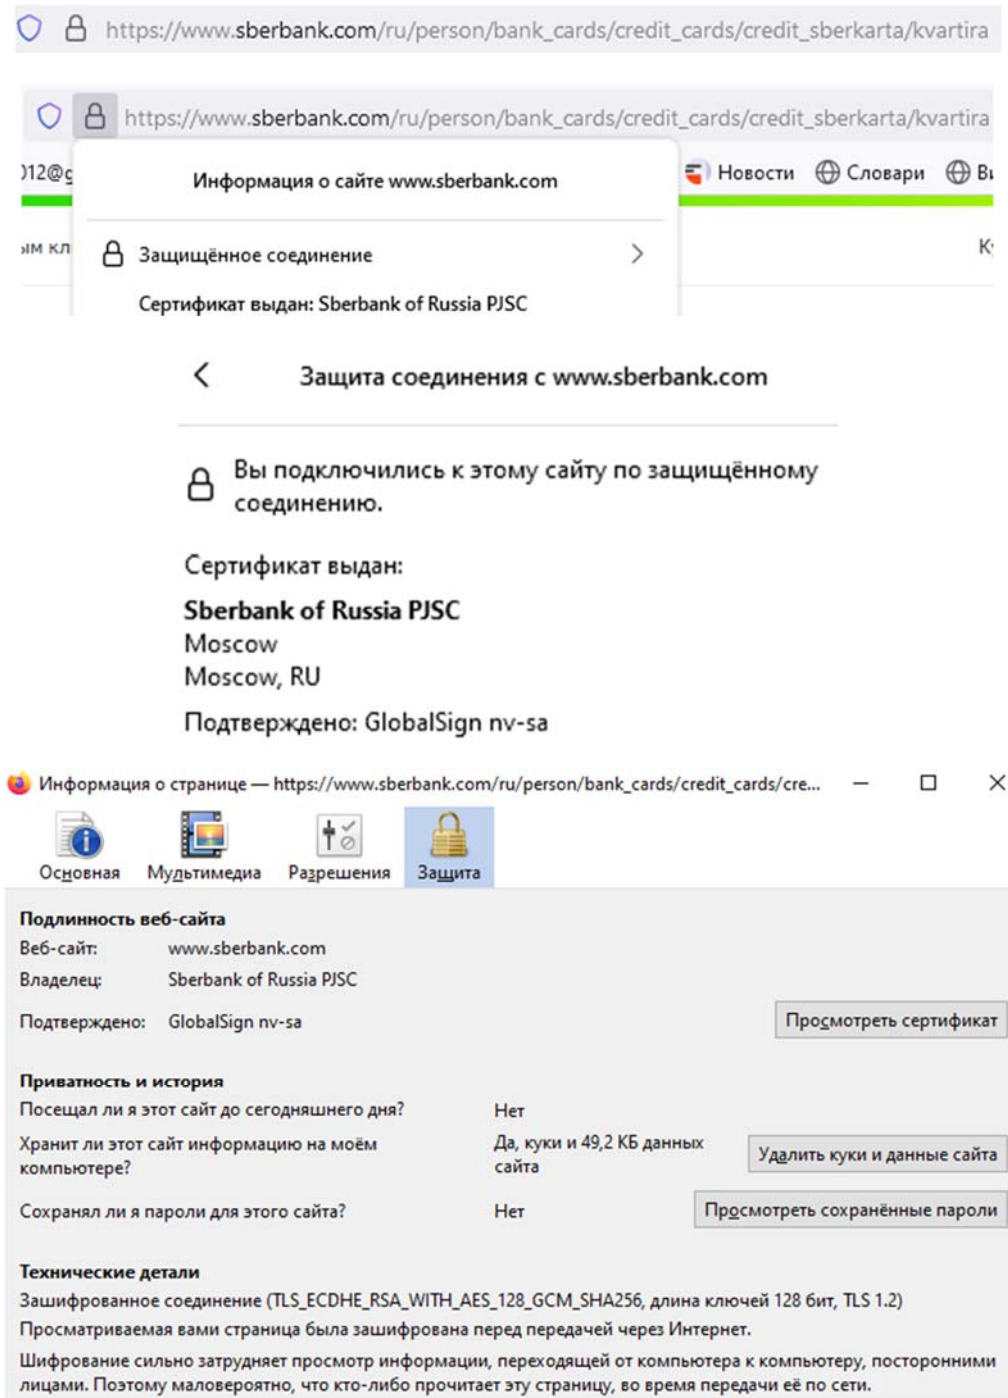 https://www.sberbank.com/ru/person/bank_cards/credit_cards/credit_sberkarta/kvartira
https://www.sberbank.com/ru/person/bank_cards/credit_cards/credit_sberkarta/kvartira
Информация о сайте www.sberbank.com
Новости Словари
Защищённое соединение
Сертификат выдан: Sberbank of Russia PJSC
Защита соединения с www.sberbank.com
Вы подключились к этому сайту по защищённому
соединению.
Сертификат выдан:
Sberbank of Russia PJSC
Moscow
Moscow, RU
Подтверждено: GlobalSign nv-sa
Информация о странице — https://www.sberbank.com/ru/person/bank_cards/credit_cards/cre...
Основная Мультимедиа Разрешения Защита
Подлинность веб-сайта
Веб-сайт: www.sberbank.com
Владелец: Sberbank of Russia PJSC
Подтверждено: GlobalSign nv-sa Просмотреть сертификат
Приватность и история
Посещал ли я этот сайт до сегодняшнего дня? Нет
Хранит ли этот сайт информацию на моём компьютере? Да, куки и 49,2 КБ данных сайта Удалить куки и данные сайта
Сохранял ли я пароли для этого сайта? Нет Просмотреть сохранённые пароли
Технические детали
Зашифрованное соединение (TLS_ECDHE_RSA_WITH_AES_128_GCM_SHA256, длина ключей 128 бит, TLS 1.2)
Просматриваемая вами страница была зашифрована перед передачей через Интернет.
Шифрование сильно затрудняет просмотр информации, переходящей от компьютера к компьютеру, посторонними
лицами. Поэтому маловероятно, что кто-либо прочитает эту страницу, во время передачи её по сети.